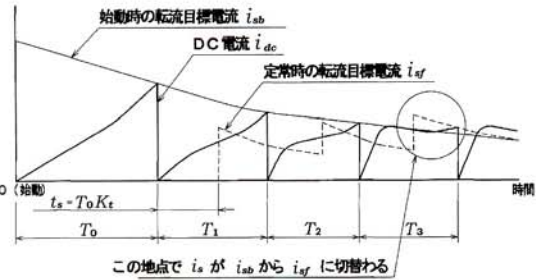 始動時の転流目標電流 isb
DC電流 idc
定常時の転流目標電流 isf
0 (始動)
時間
ts = T0 Kt
T0
T1
T2
T3
この地点で is が isb から isf に切替わる